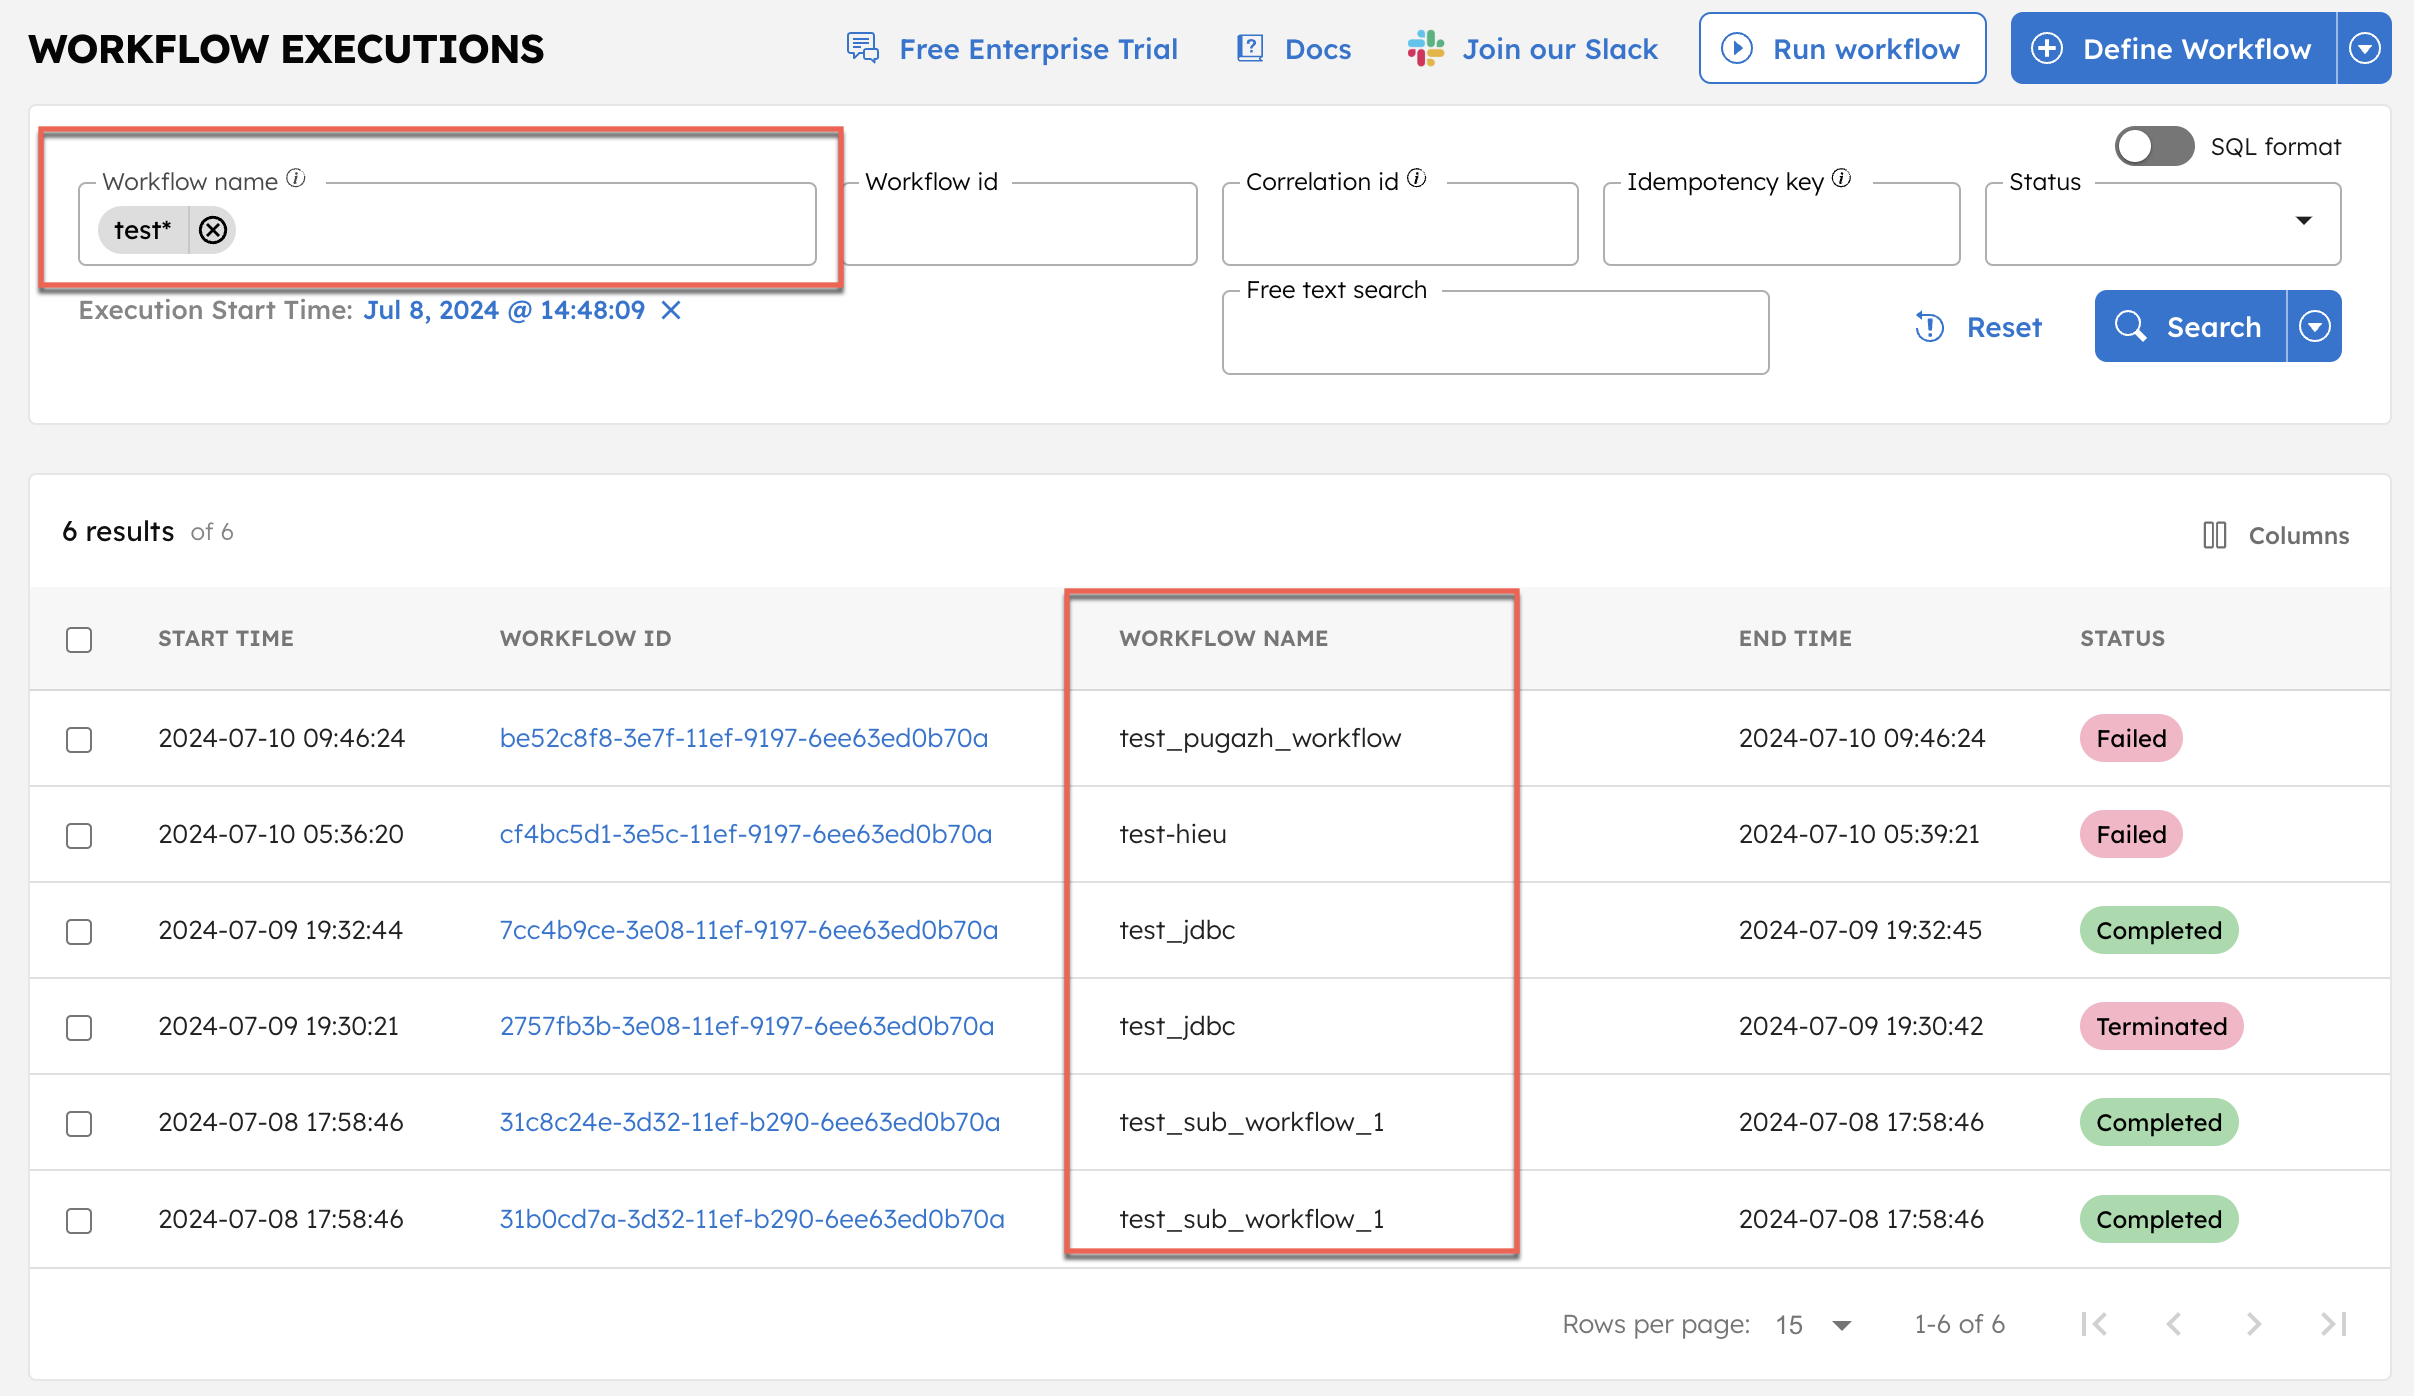 WORKFLOW EXECUTIONS
Free Enterprise Trial
Docs
Join our Slack
Run workflow
Define Workflow
SQL format
Workflow name
test*
Workflow id
Correlation id
Idempotency key
Status
Execution Start Time: Jul 8, 2024 @ 14:48:09
Free text search
Reset
Search
6 results of 6
Columns
START TIME WORKFLOW ID WORKFLOW NAME END TIME STATUS
2024-07-10 09:46:24 be52c8f8-3e7f-11ef-9197-6ee63ed0b70a test_pugazh_workflow 2024-07-10 09:46:24 Failed
2024-07-10 05:36:20 cf4bc5d1-3e5c-11ef-9197-6ee63ed0b70a test-hieu 2024-07-10 05:39:21 Failed
2024-07-09 19:32:44 7cc4b9ce-3e08-11ef-9197-6ee63ed0b70a test_jdbc 2024-07-09 19:32:45 Completed
2024-07-09 19:30:21 2757fb3b-3e08-11ef-9197-6ee63ed0b70a test_jdbc 2024-07-09 19:30:42 Terminated
2024-07-08 17:58:46 31c8c24e-3d32-11ef-b290-6ee63ed0b70a test_sub_workflow_1 2024-07-08 17:58:46 Completed
2024-07-08 17:58:46 31b0cd7a-3d32-11ef-b290-6ee63ed0b70a test_sub_workflow_1 2024-07-08 17:58:46 Completed
Rows per page: 15 1-6 of 6